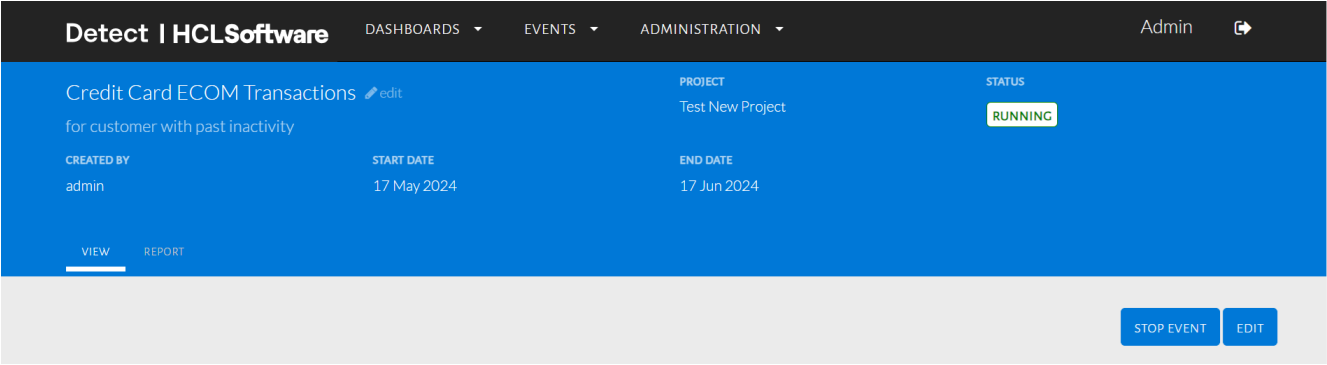 Detect | HCLSoftware DASHBOARDS EVENTS ADMINISTRATION Admin
Credit Card ECOM Transactions edit
for customer with past inactivity
PROJECT
Test New Project
STATUS
RUNNING
CREATED BY
admin
START DATE
17 May 2024
END DATE
17 Jun 2024
VIEW REPORT
STOP EVENT EDIT